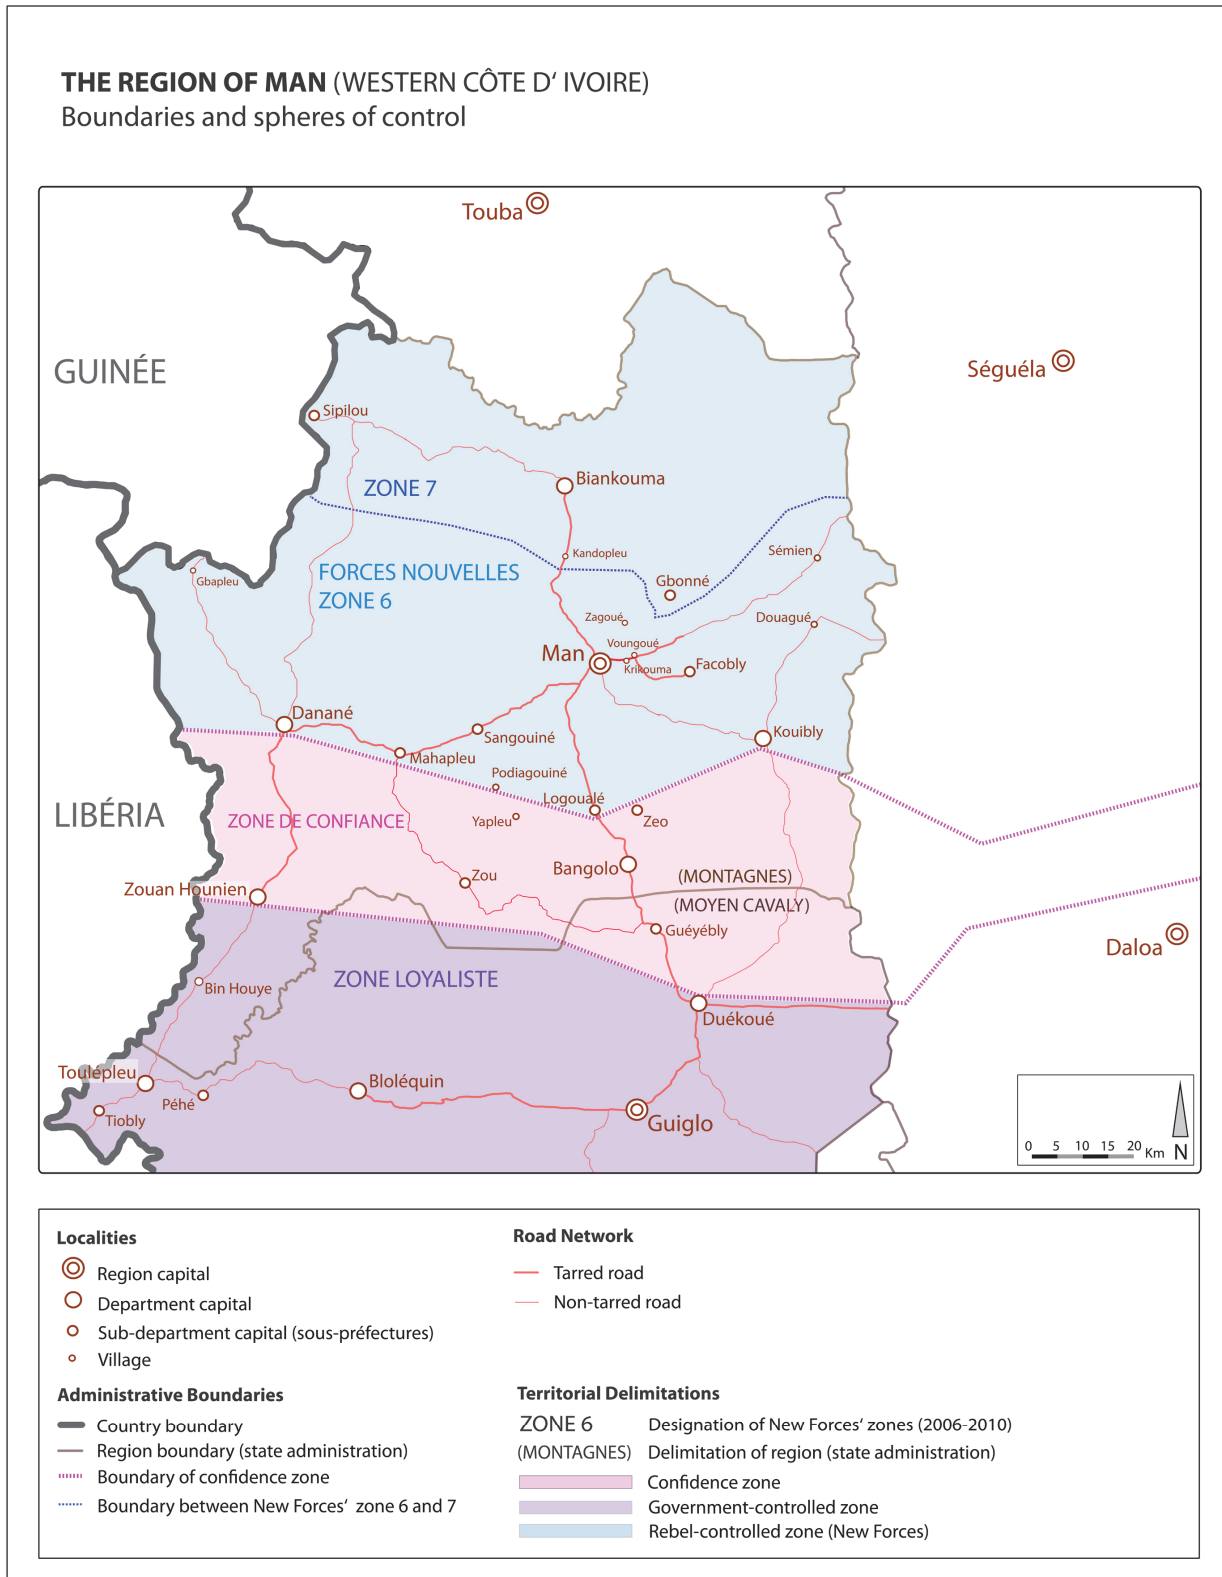 THE REGION OF MAN (WESTERN CÔTE D‘ IVOIRE)
Boundaries and spheres of control
Touba
GUINÉE
Séguéla
Sipilou
Biankouma
ZONE 7
Kandopleu
Sémien
Gbapleu
FORCES NOUVELLES
ZONE 6
Gbonné
Zagoué
Douagué
Voungoué
Man
Krikouma
Facobly
Danané
Sangouiné
Kouibly
Mahapleu
Podiagouiné
Logoualé
LIBÉRIA
ZONE DE CONFIANCE
Yapleu
Zeo
Bangolo
Zou
(MONTAGNES)
Zouan Hounien
(MOYEN CAVALY)
Guéyébly
Daloa
ZONE LOYALISTE
Bin Houye
Duékoué
Toulépleu
Bloléquin
Péhé
Tiobly
Guiglo
0 5 10 15 20 Km N
Localities
Region capital
Department capital
Sub-department capital (sous-préfectures)
Village
Road Network
Tarred road
Non-tarred road
Administrative Boundaries
Country boundary
Region boundary (state administration)
Boundary of confidence zone
Boundary between New Forces‘ zone 6 and 7
Territorial Delimitations
ZONE 6 Designation of New Forces‘ zones (2006-2010)
(MONTAGNES) Delimitation of region (state administration)
Confidence zone
Government-controlled zone
Rebel-controlled zone (New Forces)